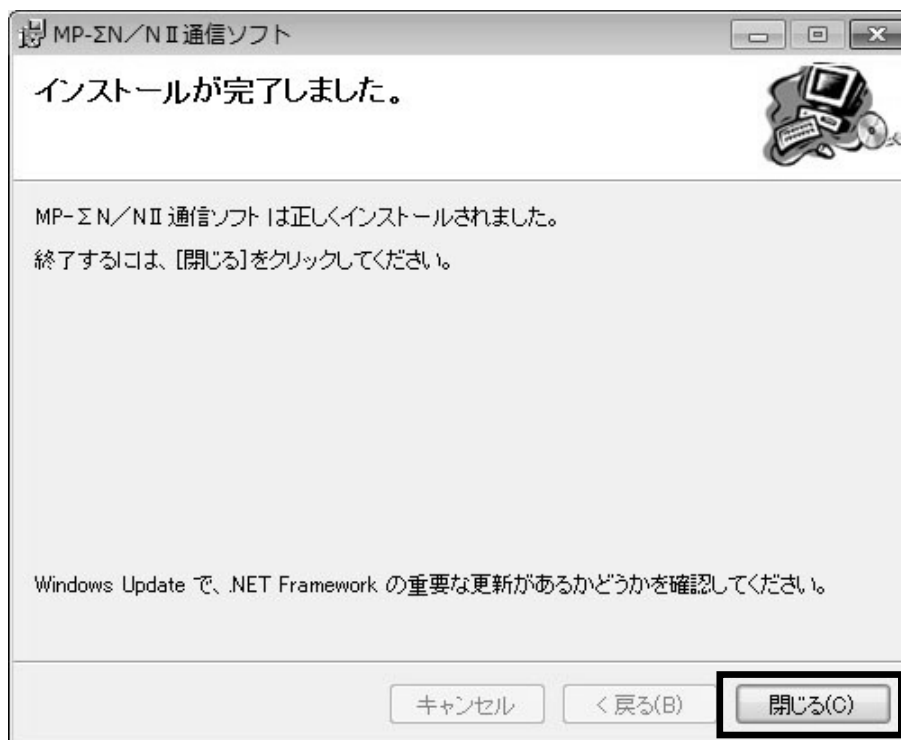 MP-ΣN/NⅡ通信ソフト
インストールが完了しました。
MP-ΣN/NⅡ通信ソフト は正しくインストールされました。
終了するには、[閉じる]をクリックしてください。
Windows Update で、.NET Framework の重要な更新があるかどうかを確認してください。
キャンセル
< 戻る(B)
閉じる(C)